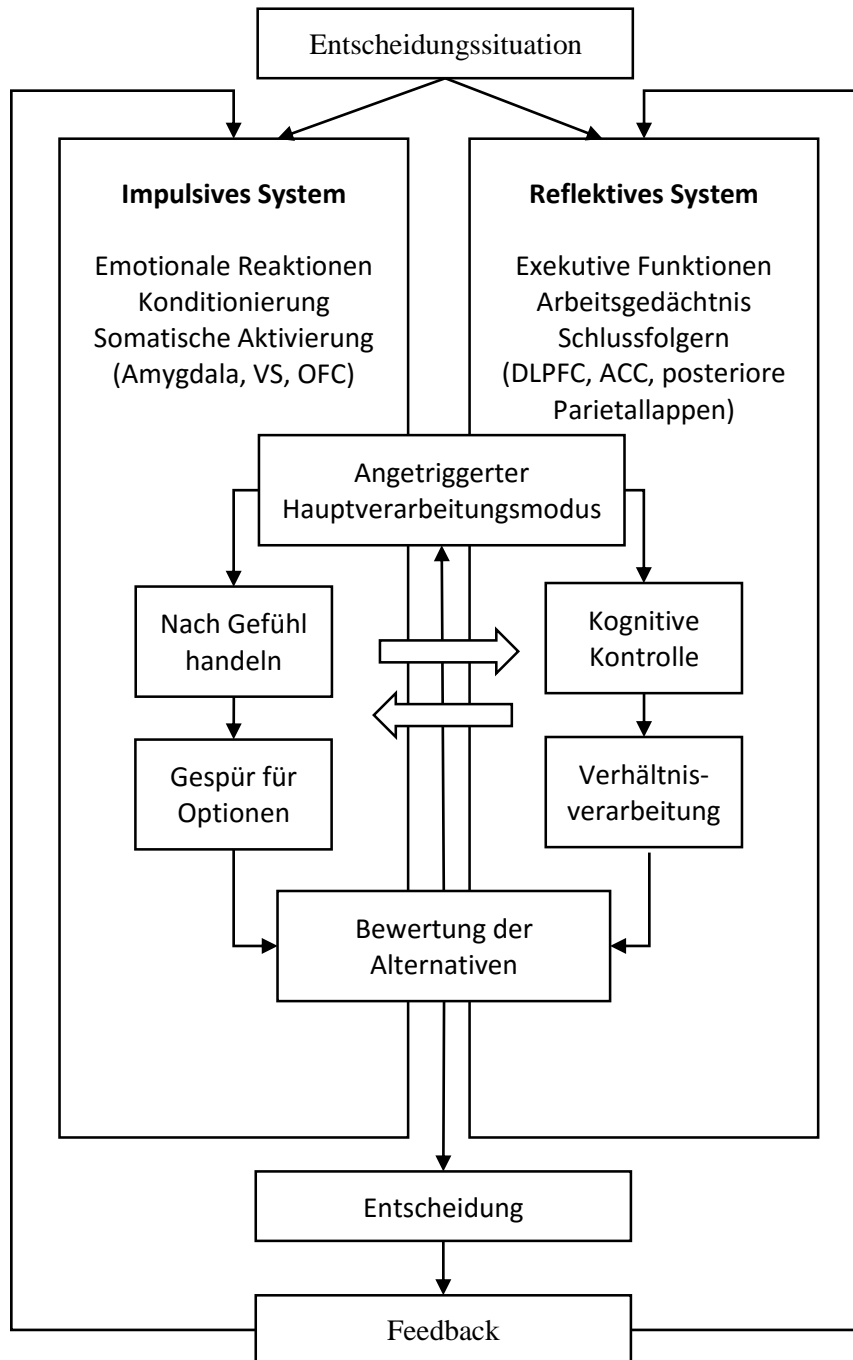 Entscheidungssituation
Impulsives System
Emotionale Reaktionen
Konditionierung
Somatische Aktivierung
(Amygdala, VS, OFC)
Reflektives System
Exekutive Funktionen
Arbeitsgedächtnis
Schlussfolgern
(DLPFC, ACC, posteriore
Parietallappen)
Angetriggerter
Hauptverarbeitungsmodus
Nach Gefühl
handeln
Kognitive
Kontrolle
Gespür für
Optionen
Verhältnis-
verarbeitung
Bewertung der
Alternativen
Entscheidung
Feedback